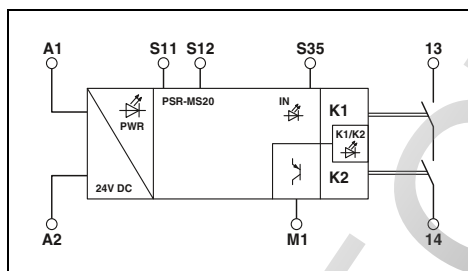 A1 S11 S12 S35 13
PSR-MS20 IN K1
PWR K1/K2
24V DC K2
A2 M1 14